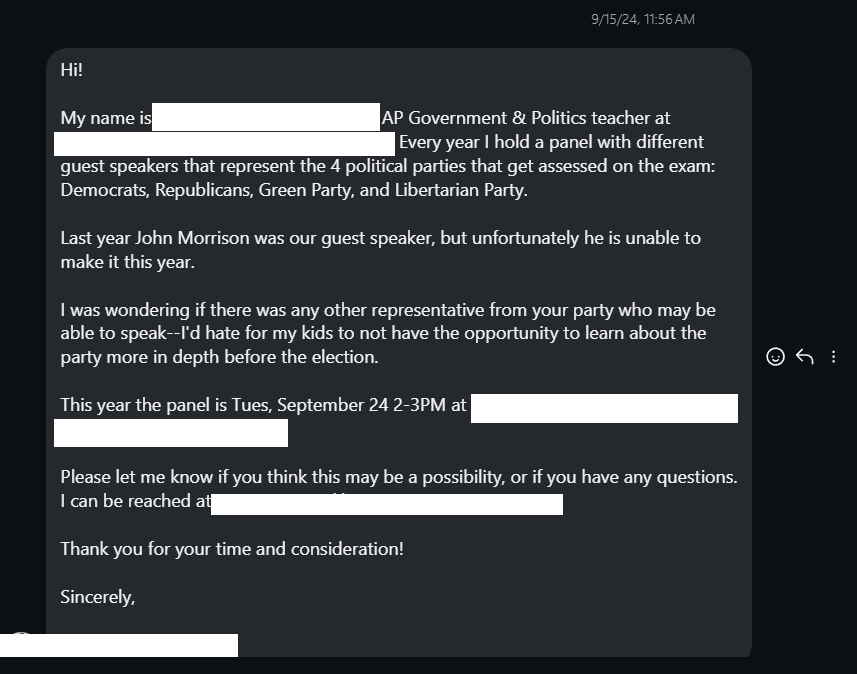 9/15/24, 11:56 AM
Hi!
My name is
AP Government & Politics teacher at
Every year I hold a panel with different
guest speakers that represent the 4 political parties that get assessed on the exam:
Democrats, Republicans, Green Party, and Libertarian Party.
Last year John Morrison was our guest speaker, but unfortunately he is unable to
make it this year.
I was wondering if there was any other representative from your party who may be
able to speak--I'd hate for my kids to not have the opportunity to learn about the
party more in depth before the election.
This year the panel is Tues, September 24 2-3PM at
Please let me know if you think this may be a possibility, or if you have any questions.
I can be reached at
Thank you for your time and consideration!
Sincerely,